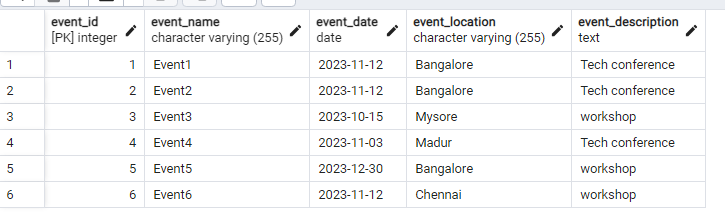 event_id event_name event_date event_location event_description
[PK] integer character varying (255) date character varying (255) text
1 1 Event1 2023-11-12 Bangalore Tech conference
2 2 Event2 2023-11-12 Bangalore Tech conference
3 3 Event3 2023-10-15 Mysore workshop
4 4 Event4 2023-11-03 Madur Tech conference
5 5 Event5 2023-12-30 Bangalore workshop
6 6 Event6 2023-11-12 Chennai workshop